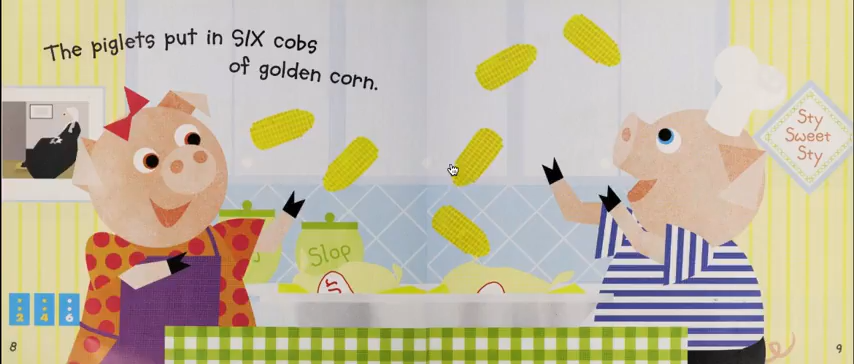 The piglets put in SIX cobs
of golden corn.
Sty
Sweet
Sty
Slop
2 4 6
8
9